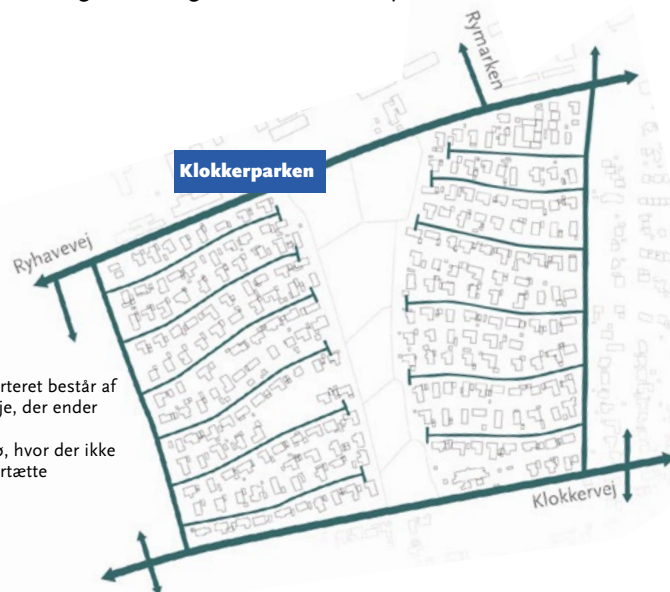 Rymarken
Klokkerparken
Ryhavevej
rteret består af
je, der ender
ø, hvor der ikke
rtætte
Klokkervej